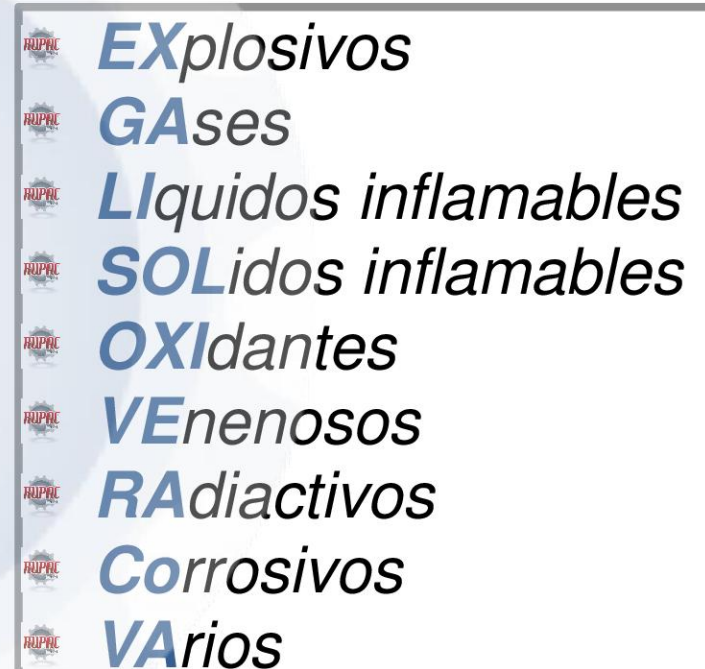 EXplosivos
GAses
LIquidos inflamables
SOLidos inflamables
OXIdantes
VEnenosos
RAdiactivos
Corrosivos
VArios